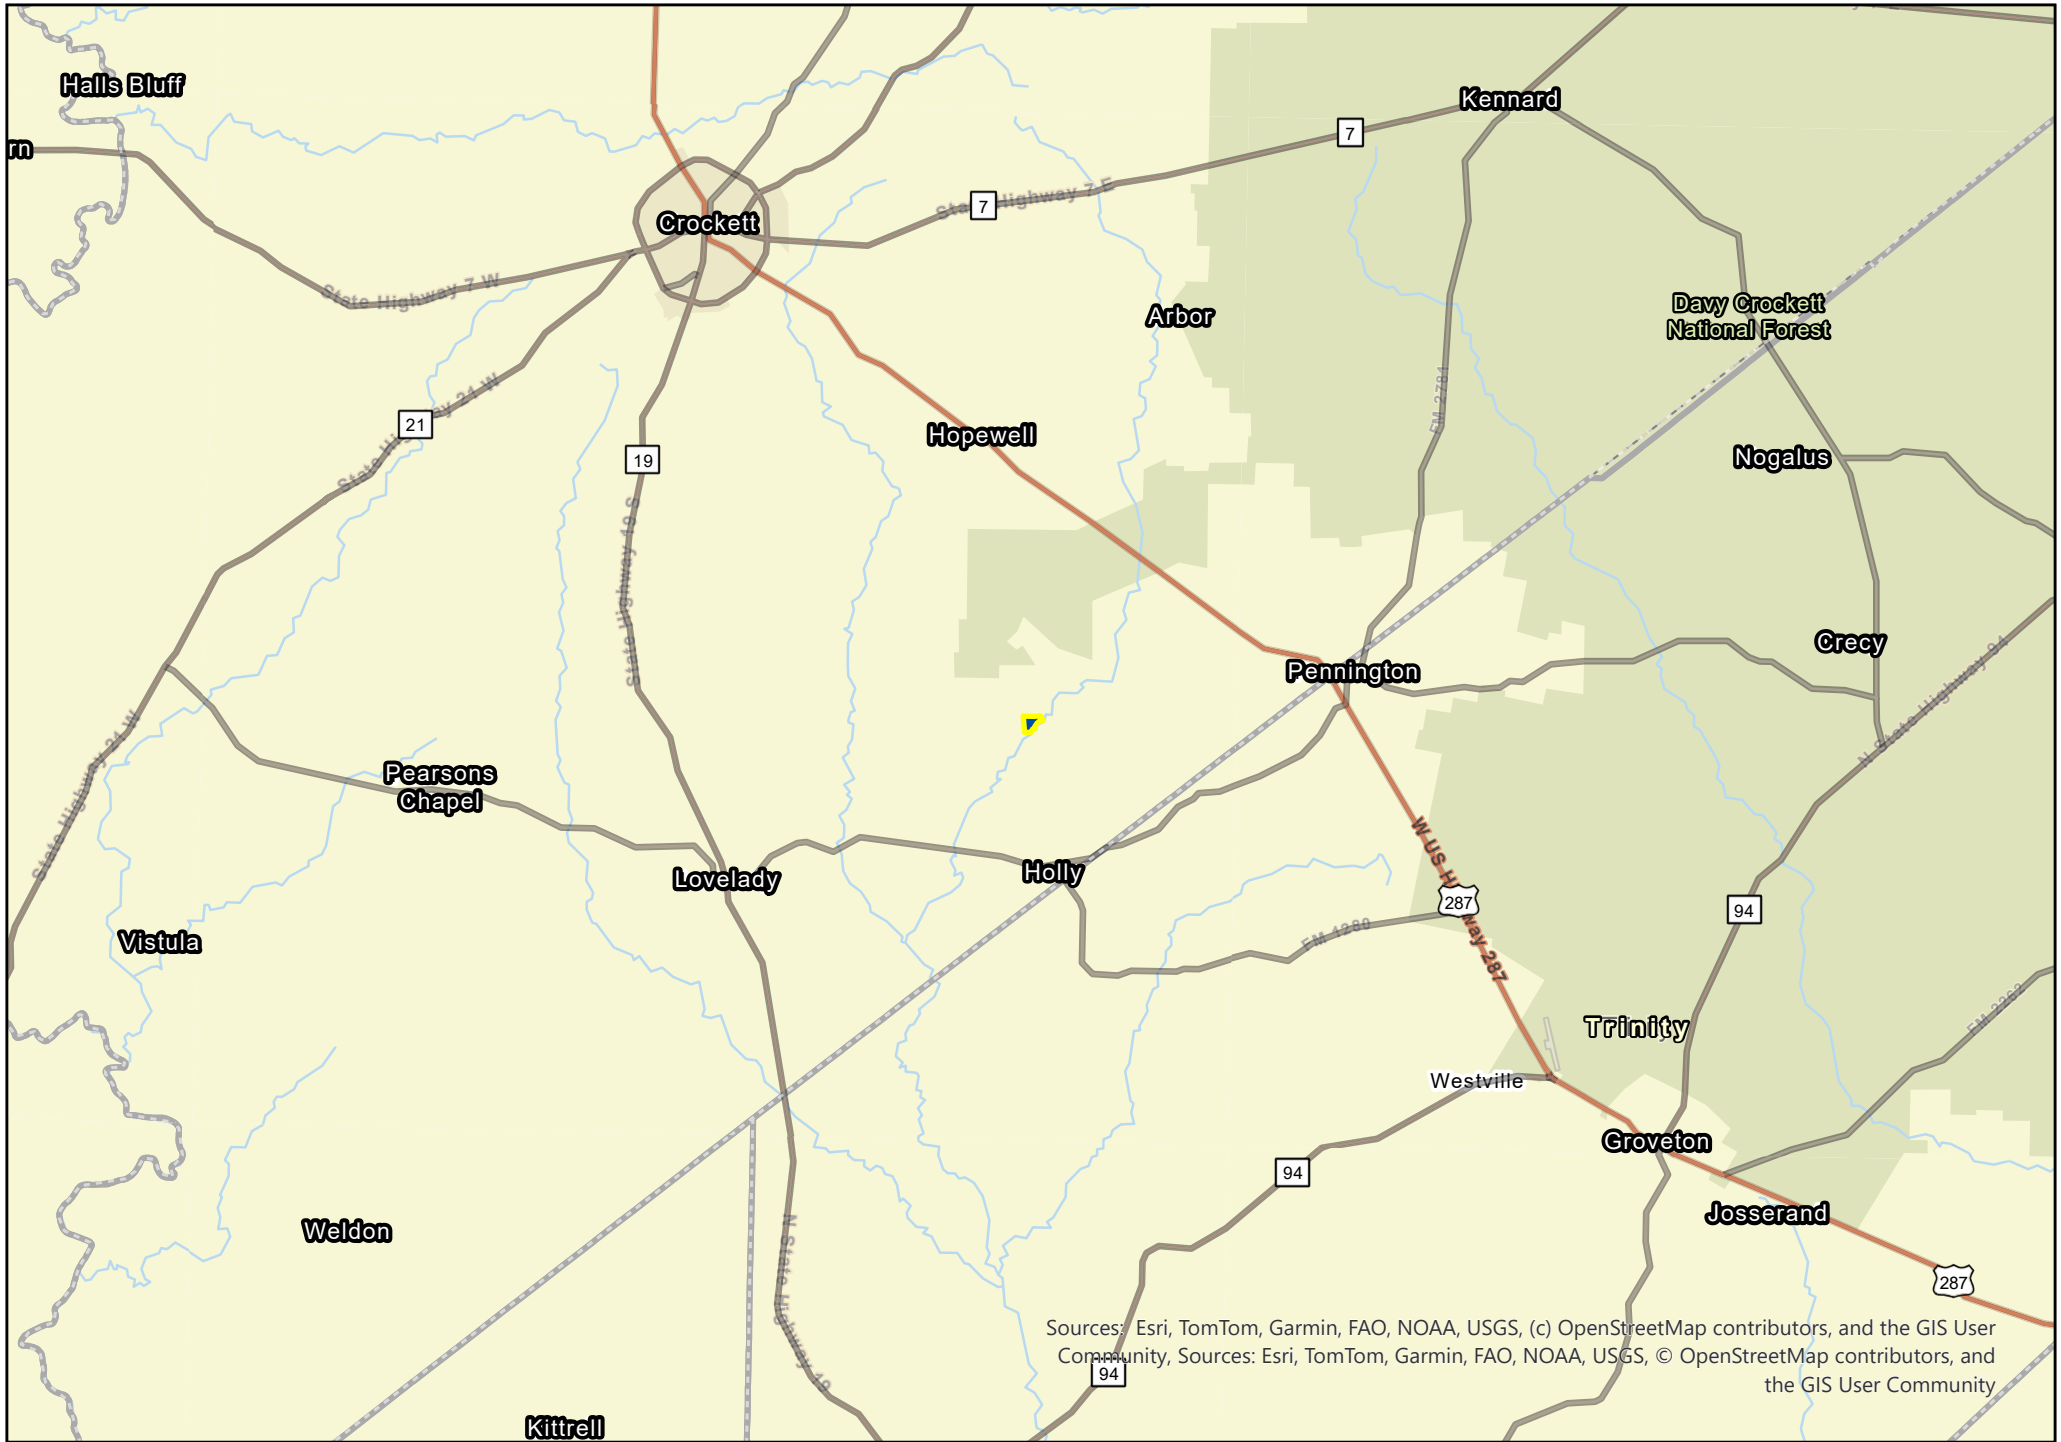 Halls Bluff
rn
Kennard
7
State Highway 7 E
7
Crockett
State Highway 7 W
Arbor
Davy Crockett
National Forest
FM 2781
State Highway 21 W
21
Hopewell
19
Nogalus
State Highway 19 S
Crecy
Pennington
N State Highway 94
State Highway 21 W
Pearsons
Chapel
W US Highway 287
287
Lovelady
Holly
94
FM 4280
Vistula
FM 2262
Trinity
Westville
Groveton
94
Josserand
Weldon
N State Highway 19
287
94
Kittrell
Sources: Esri, TomTom, Garmin, FAO, NOAA, USGS, (c) OpenStreetMap contributors, and the GIS User
Community, Sources: Esri, TomTom, Garmin, FAO, NOAA, USGS, © OpenStreetMap contributors, and
the GIS User Community